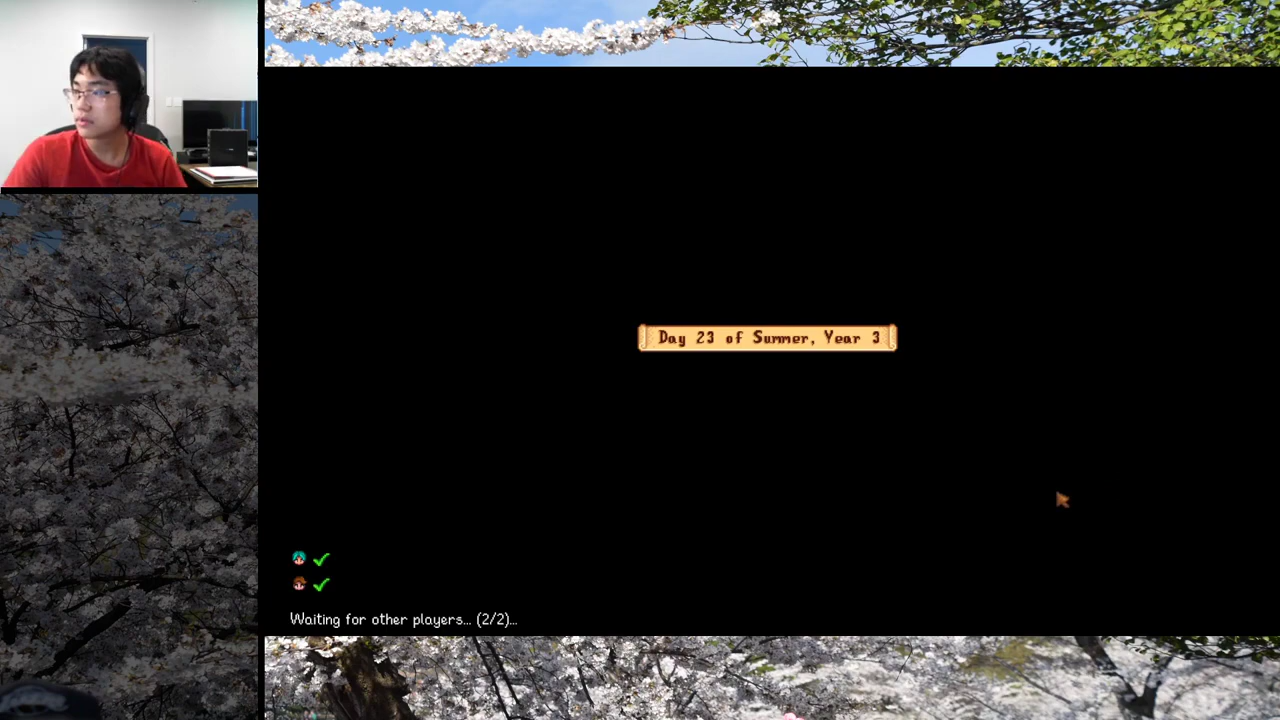 Day 23 of Summer, Year 3
Waiting for other players... (2/2)...